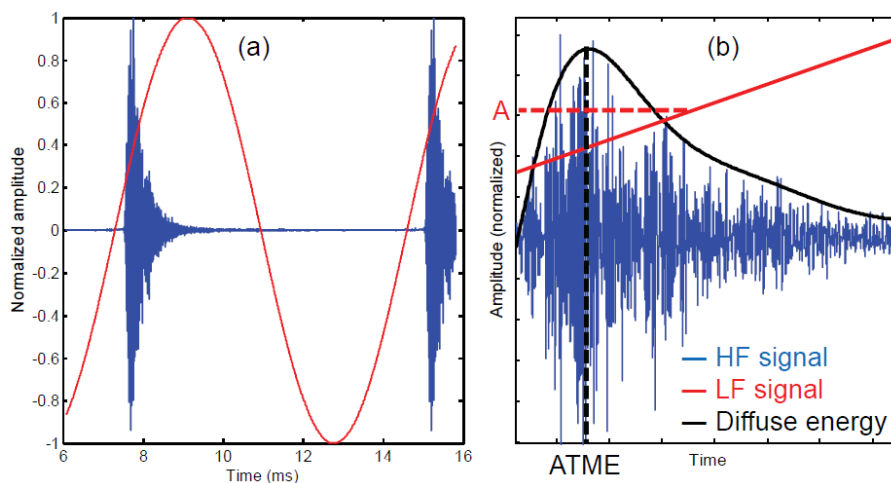 (a)
Normalized amplitude
1
0.8
0.6
0.4
0.2
0
-0.2
-0.4
-0.6
-0.8
-1
6
8
10
12
14
16
Time (ms)
(b)
A
Amplitude (normalized)
HF signal
LF signal
Diffuse energy
ATME
Time